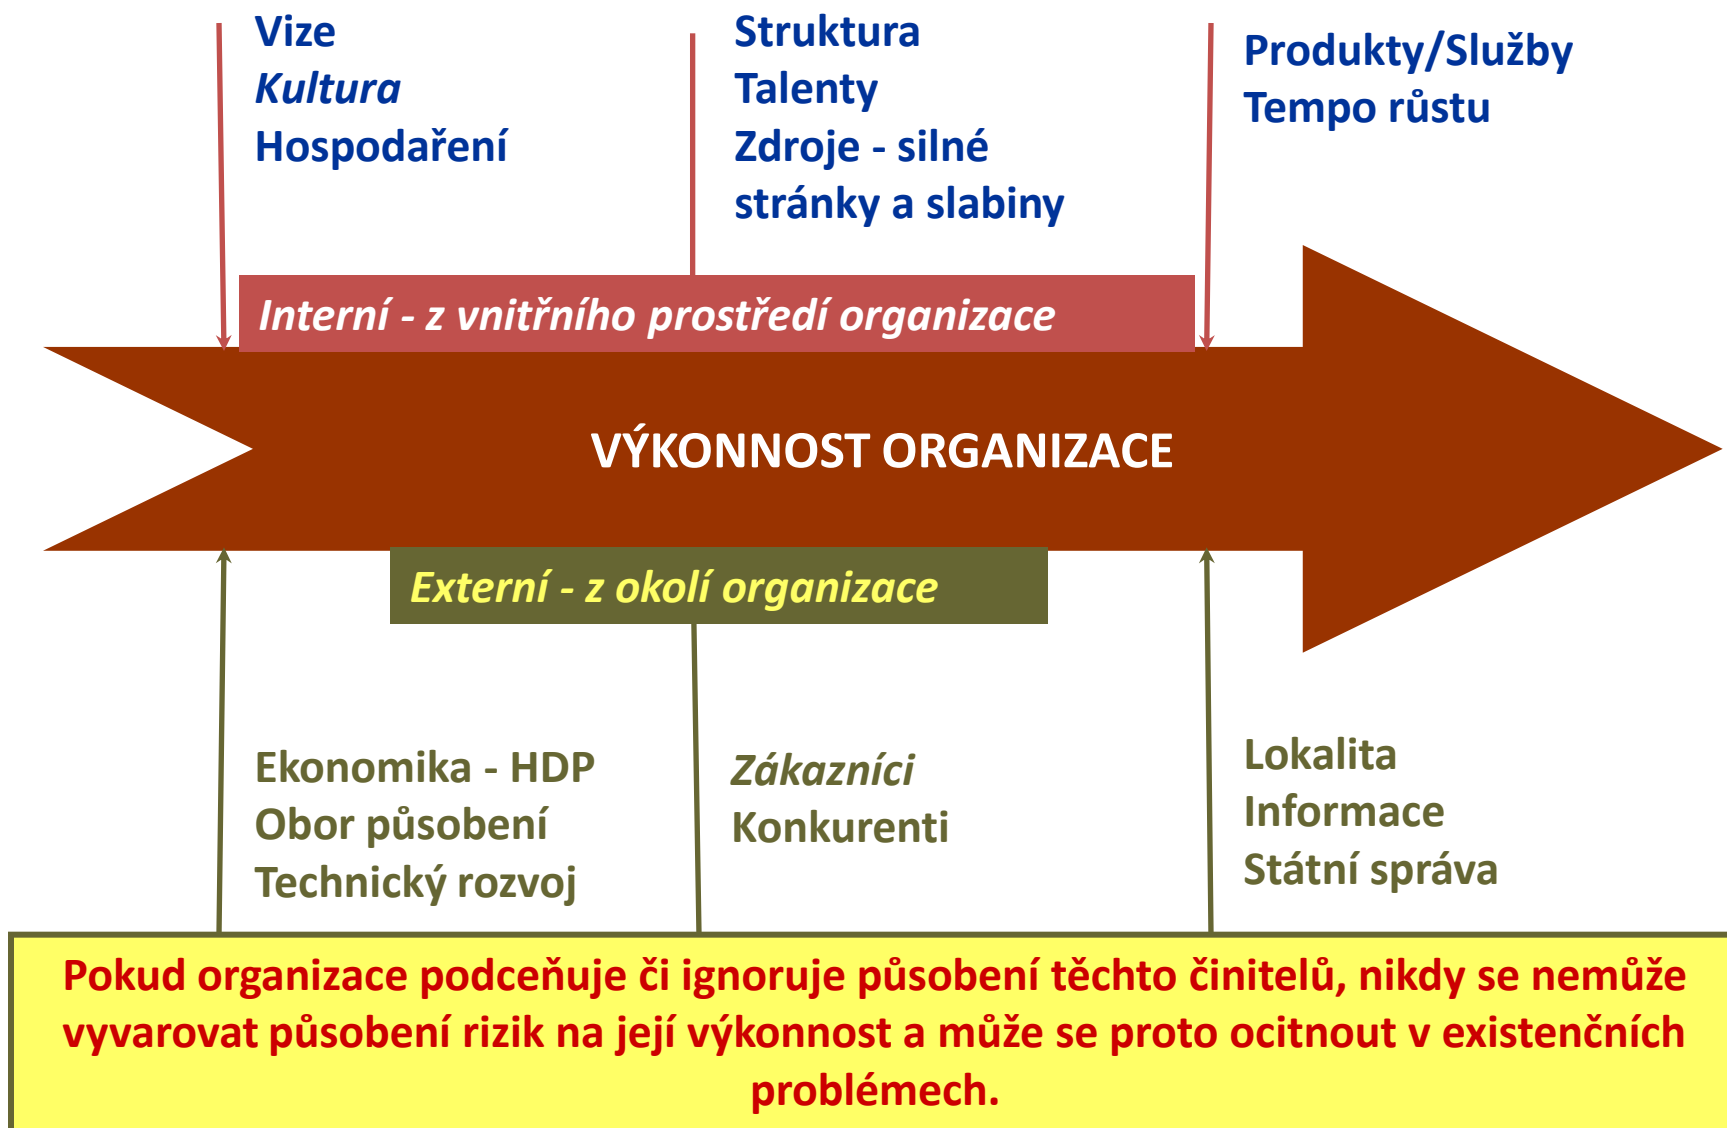 Vize
Kultura
Hospodaření
Struktura
Talenty
Zdroje - silné
stránky a slabiny
Produkty/Služby
Tempo růstu
Interní - z vnitřního prostředí organizace
VÝKONNOST ORGANIZACE
Externí - z okolí organizace
Ekonomika - HDP
Obor působení
Technický rozvoj
Zákazníci
Konkurenti
Lokalita
Informace
Státní správa
Pokud organizace podceňuje či ignoruje působení těchto činitelů, nikdy se nemůže
vyvarovat působení rizik na její výkonnost a může se proto ocitnout v existenčních
problémech.